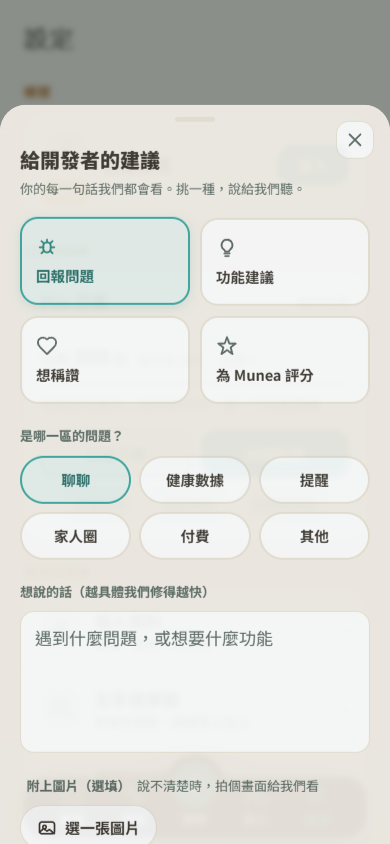 設定
給開發者的建議
你的每一句話我們都會看。挑一種，說給我們聽。
回報問題
功能建議
想稱讚
為 Munea 評分
是哪一區的問題？
聊聊
健康數據
提醒
家人圈
付費
其他
想說的話（越具體我們修得越快）
遇到什麼問題，或想要什麼功能
附上圖片（選填） 說不清楚時，拍個畫面給我們看
選一張圖片